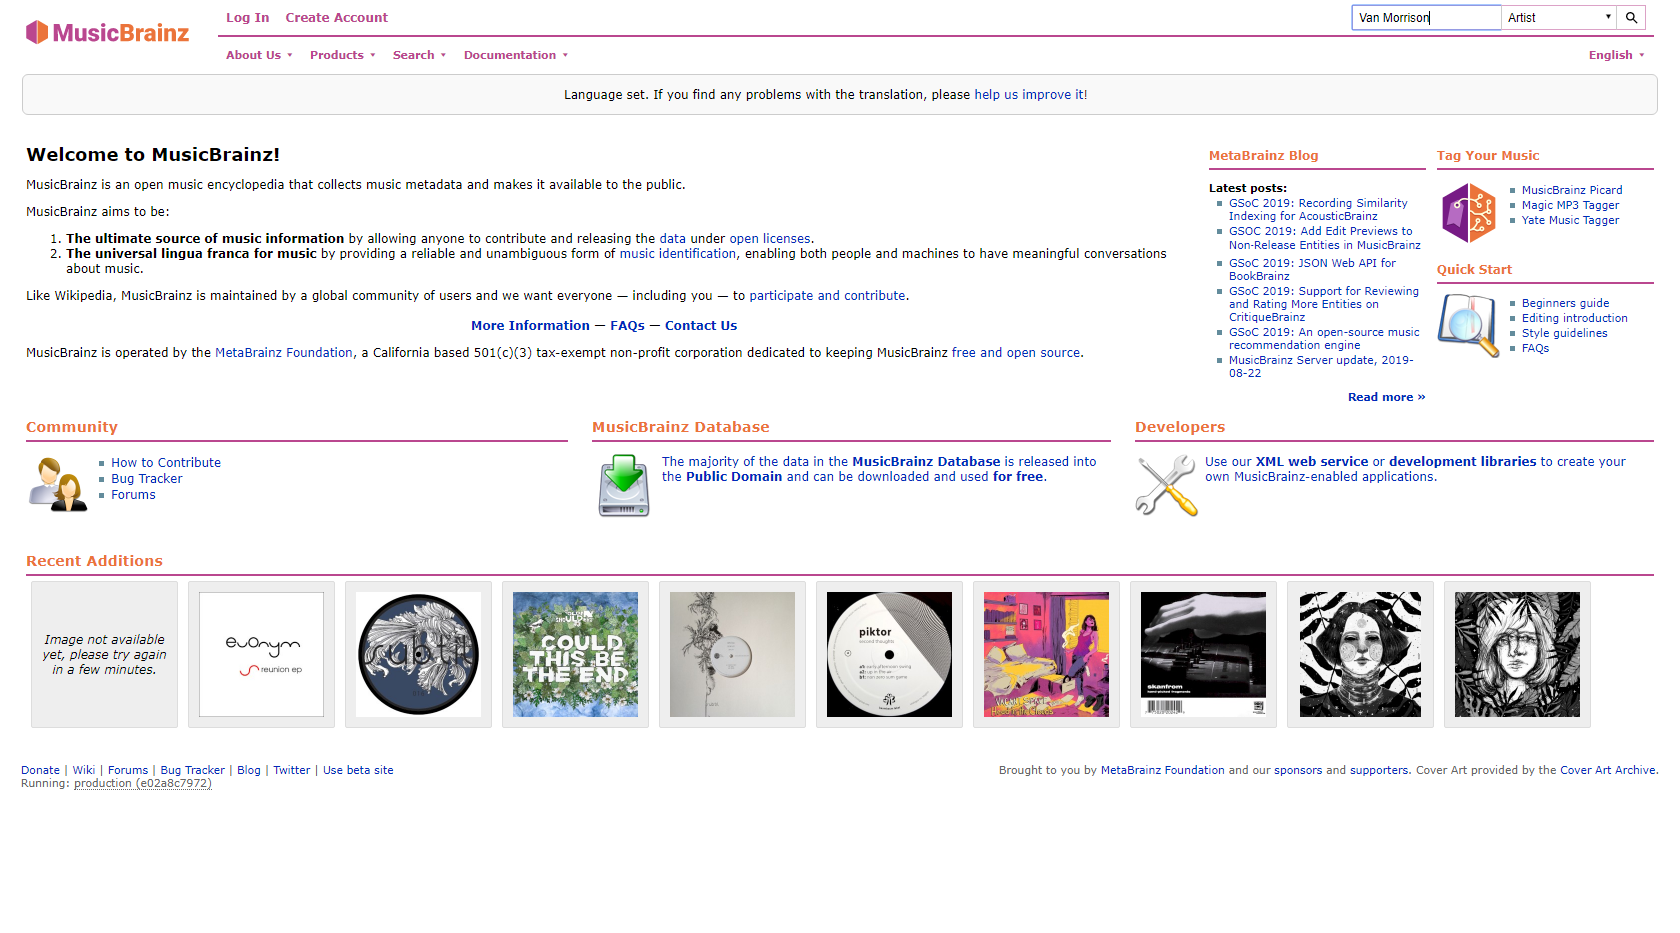 MusicBrainz
Log In Create Account
Van Morrison Artist
About Us Products Search Documentation English
Language set. If you find any problems with the translation, please help us improve it!
Welcome to MusicBrainz!
MusicBrainz is an open music encyclopedia that collects music metadata and makes it available to the public.
MusicBrainz aims to be:
1. The ultimate source of music information by allowing anyone to contribute and releasing the data under open licenses.
2. The universal lingua franca for music by providing a reliable and unambiguous form of music identification, enabling both people and machines to have meaningful conversations
about music.
Like Wikipedia, MusicBrainz is maintained by a global community of users and we want everyone — including you — to participate and contribute.
More Information — FAQs — Contact Us
MusicBrainz is operated by the MetaBrainz Foundation, a California based 501(c)(3) tax-exempt non-profit corporation dedicated to keeping MusicBrainz free and open source.
MetaBrainz Blog
Latest posts:
GSoC 2019: Recording Similarity
Indexing for AcousticBrainz
GSOC 2019: Add Edit Previews to
Non-Release Entities in MusicBrainz
GSoC 2019: JSON Web API for
BookBrainz
GSoC 2019: Support for Reviewing
and Rating More Entities on
CritiqueBrainz
GSoC 2019: An open-source music
recommendation engine
MusicBrainz Server update, 2019-
08-22
Read more »
Tag Your Music
MusicBrainz Picard
Magic MP3 Tagger
Yate Music Tagger
Quick Start
Beginners guide
Editing introduction
Style guidelines
FAQs
Community
How to Contribute
Bug Tracker
Forums
MusicBrainz Database
The majority of the data in the MusicBrainz Database is released into
the Public Domain and can be downloaded and used for free.
Developers
Use our XML web service or development libraries to create your
own MusicBrainz-enabled applications.
Recent Additions
Image not available
yet, please try again
in a few minutes.
evonym
reunion ep
COULD
THIS BE
THE END
piktor
second thoughts
skanfrom
Donate | Wiki | Forums | Bug Tracker | Blog | Twitter | Use beta site
Running: production (e02a8c7972)
Brought to you by MetaBrainz Foundation and our sponsors and supporters. Cover Art provided by the Cover Art Archive.